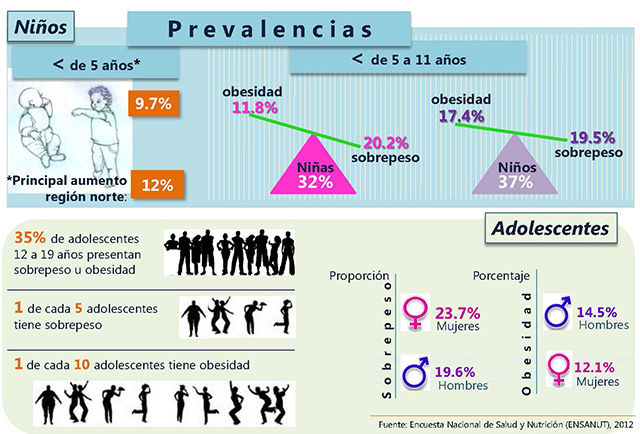 Niños
Prevalencias
< de 5 años*
< de 5 a 11 años
9.7%
*Principal aumento
región norte:
12%
obesidad
11.8%
20.2%
sobrepeso
Niñas
32%
obesidad
17.4%
19.5%
sobrepeso
Niños
37%
35% de adolescentes
12 a 19 años presentan
sobrepeso u obesidad
1 de cada 5 adolescentes
tiene sobrepeso
1 de cada 10 adolescentes tiene obesidad
Adolescentes
Proporción
Sobrepeso
23.7%
Mujeres
19.6%
Hombres
Porcentaje
Obesidad
14.5%
Hombres
12.1%
Mujeres
Fuente: Encuesta Nacional de Salud y Nutrición (ENSANUT), 2012